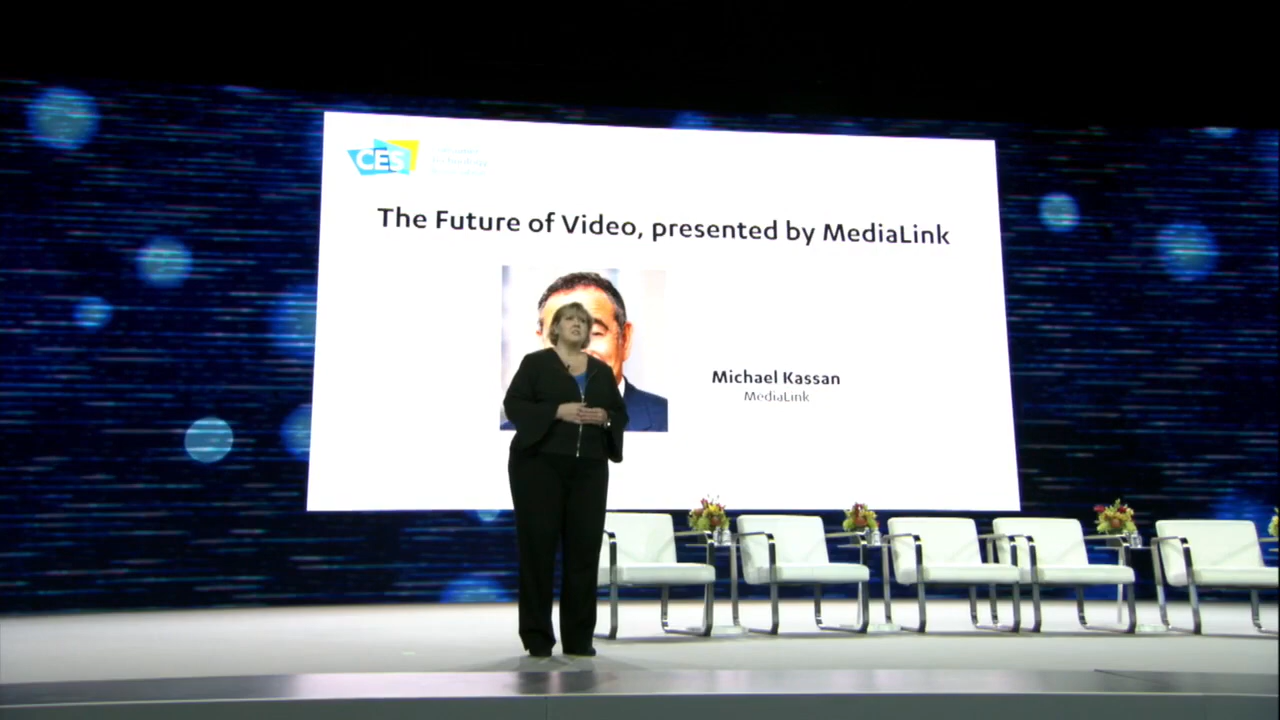 CES
The Future of Video, presented by MediaLink
Michael Kassan
MediaLink